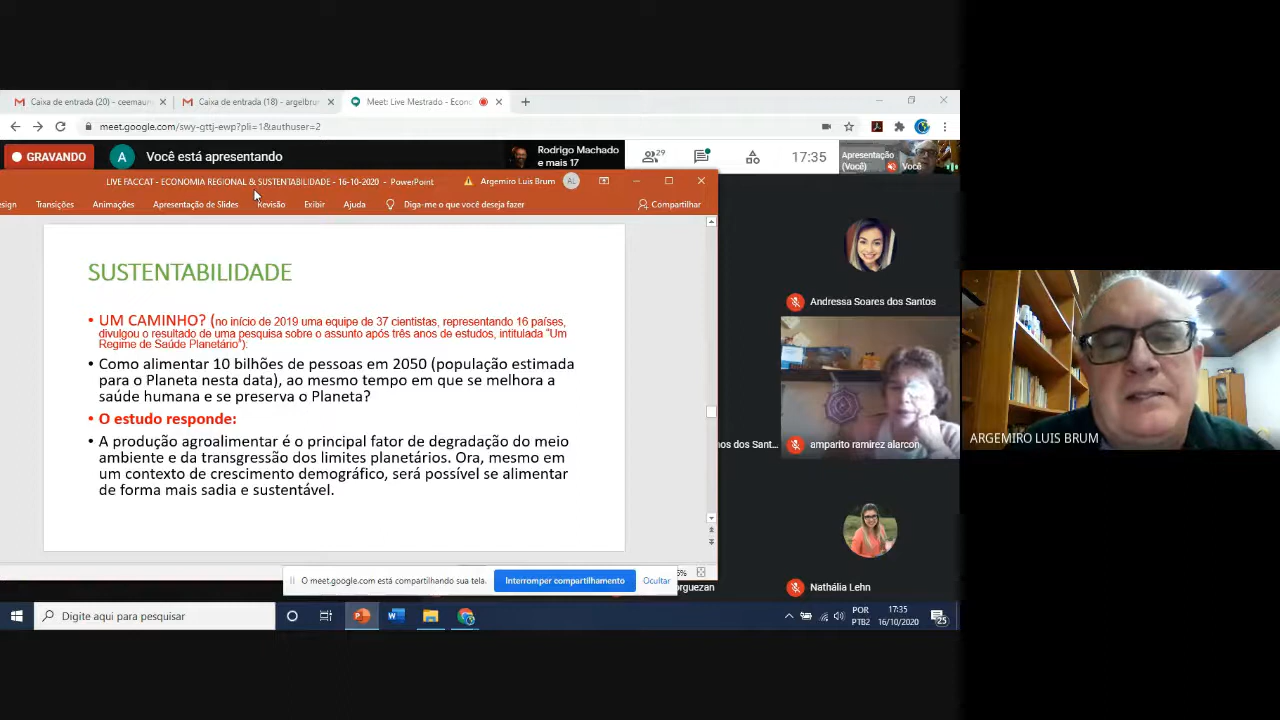 Caixa de entrada (20) - ceemaun
Caixa de entrada (18) - argelbru
Meet: Live Mestrado - Econo
meet.google.com/swy-gttj-ewp?pli=1&authuser=2
GRAVANDO
A
Você está apresentando
Rodrigo Machado
e mais 17
29
17:35
Apresentação
(Você)
Você
LIVE FACCAT - ECONOMIA REGIONAL & SUSTENTABILIDADE - 16-10-2020 - PowerPoint
Argemiro Luis Brum
AL
esign
Transições
Animações
Apresentação de Slides
Revisão
Exibir
Ajuda
Diga-me o que você deseja fazer
Compartilhar
SUSTENTABILIDADE
• UM CAMINHO? (no início de 2019 uma equipe de 37 cientistas, representando 16 países,
divulgou o resultado de uma pesquisa sobre o assunto após três anos de estudos, intitulada "Um
Regime de Saúde Planetário"):
• Como alimentar 10 bilhões de pessoas em 2050 (população estimada
para o Planeta nesta data), ao mesmo tempo em que se melhora a
saúde humana e se preserva o Planeta?
• O estudo responde:
• A produção agroalimentar é o principal fator de degradação do meio
ambiente e da transgressão dos limites planetários. Ora, mesmo em
um contexto de crescimento demográfico, será possível se alimentar
de forma mais sadia e sustentável.
Andressa Soares dos Santos
mos dos Sant...
amparito ramirez alarcon
ARGEMIRO LUIS BRUM
Nathália Lehn
O meet.google.com está compartilhando sua tela.
Interromper compartilhamento
Ocultar
orguezan
Digite aqui para pesquisar
POR
PTB2
17:35
16/10/2020
25